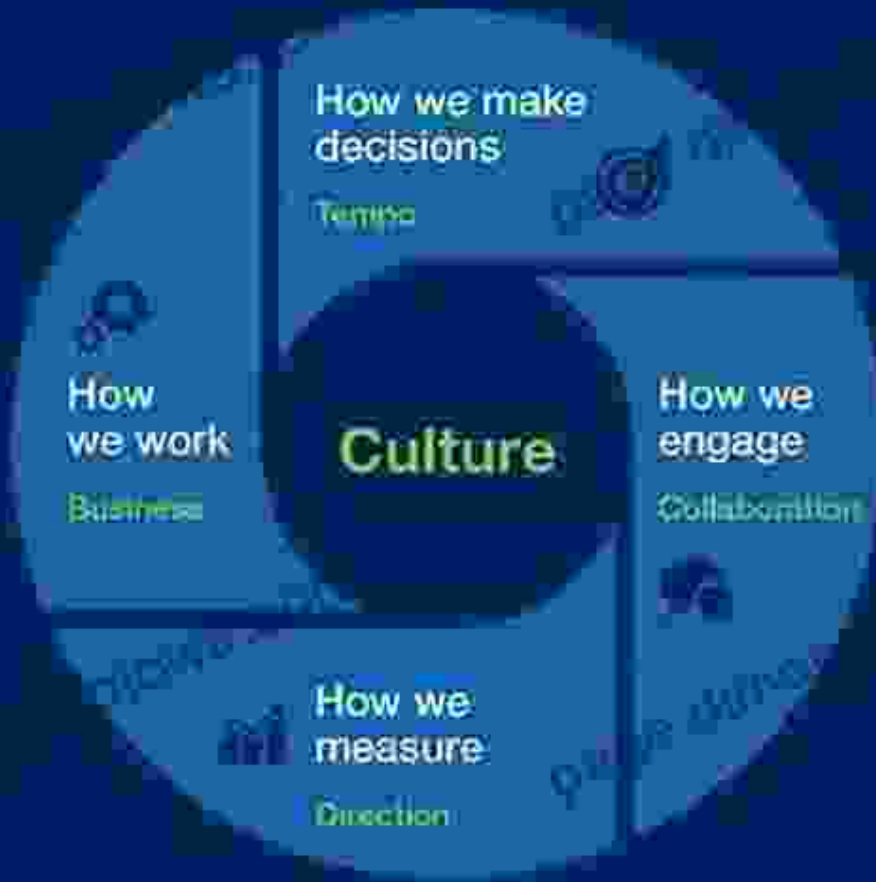 How we make
decisions
Tempo
How
we work
Business
Culture
How we
engage
Collaboration
How we
measure
Direction